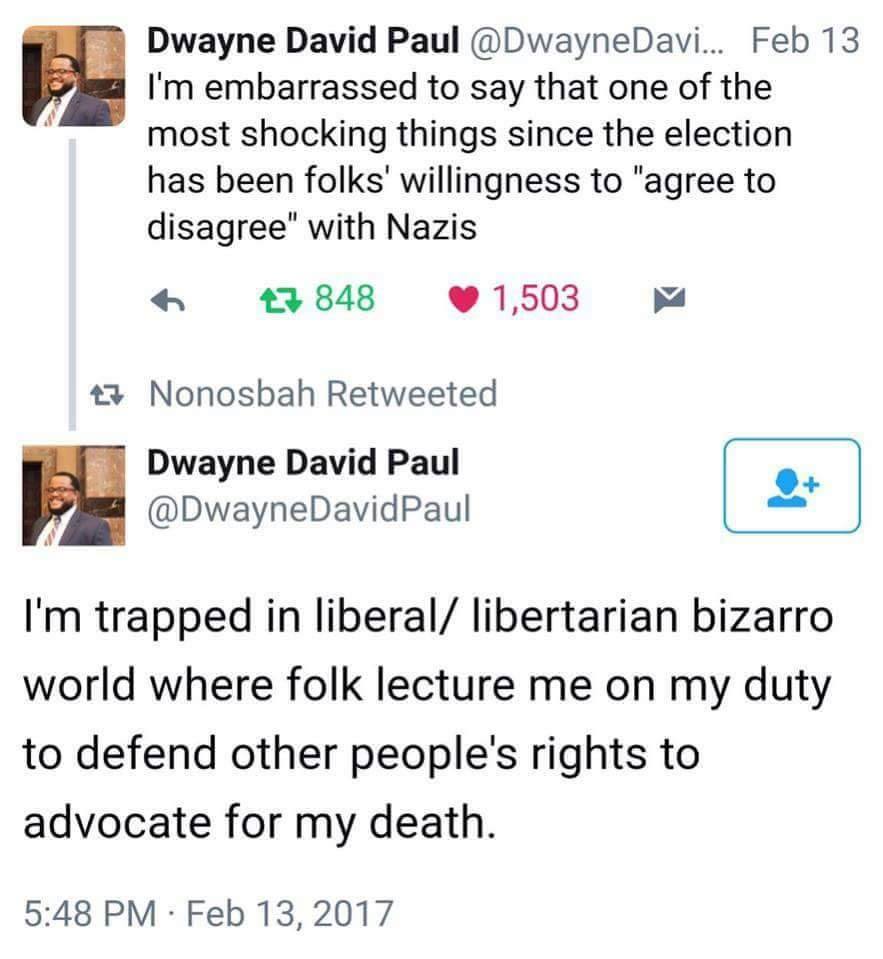 Dwayne David Paul @DwayneDavi... Feb 13
I'm embarrassed to say that one of the
most shocking things since the election
has been folks' willingness to "agree to
disagree" with Nazis
848 1,503
Nonosbah Retweeted
Dwayne David Paul
@DwayneDavidPaul
I'm trapped in liberal/ libertarian bizarro
world where folk lecture me on my duty
to defend other people's rights to
advocate for my death.
5:48 PM · Feb 13, 2017